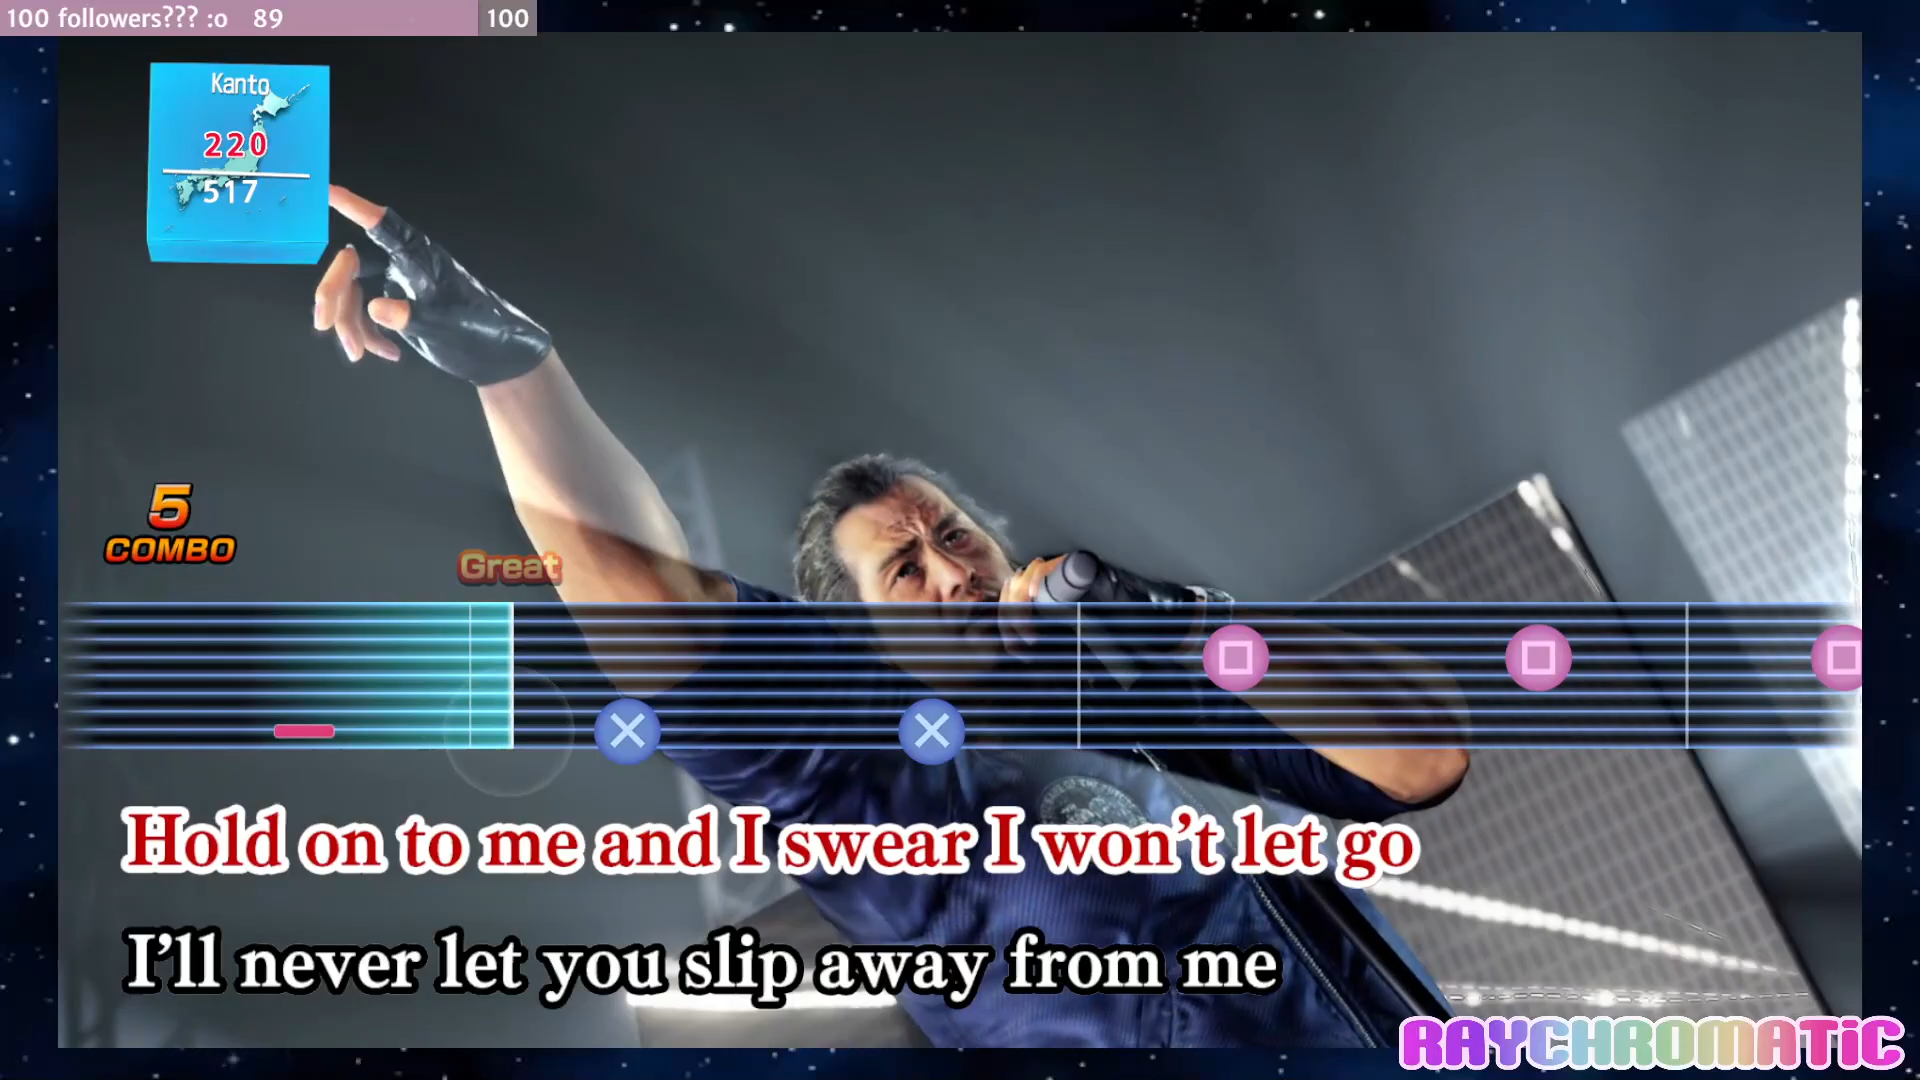 100 followers??? :o 89 100
Kanto
220
517
5
COMBO
Great
Hold on to me and I swear I won't let go
I'll never let you slip away from me
RAYCHROMATiC